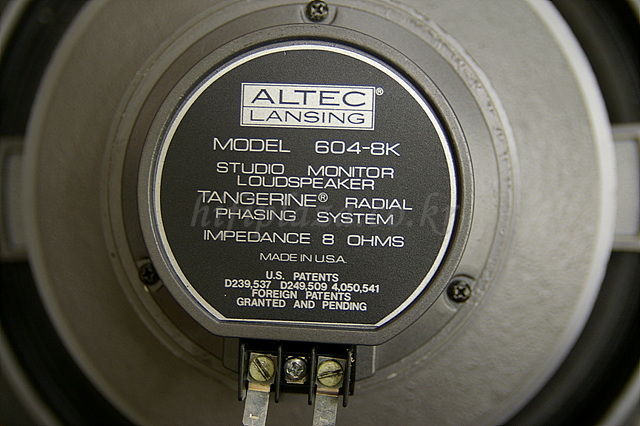 ALTEC®
LANSING
MODEL 604-8K
STUDIO MONITOR
LOUDSPEAKER
TANGERINE® RADIAL
PHASING SYSTEM
IMPEDANCE 8 OHMS
MADE IN U.S.A.
U.S. PATENTS
D239,537 D249,509 4,050,541
FOREIGN PATENTS
GRANTED AND PENDING